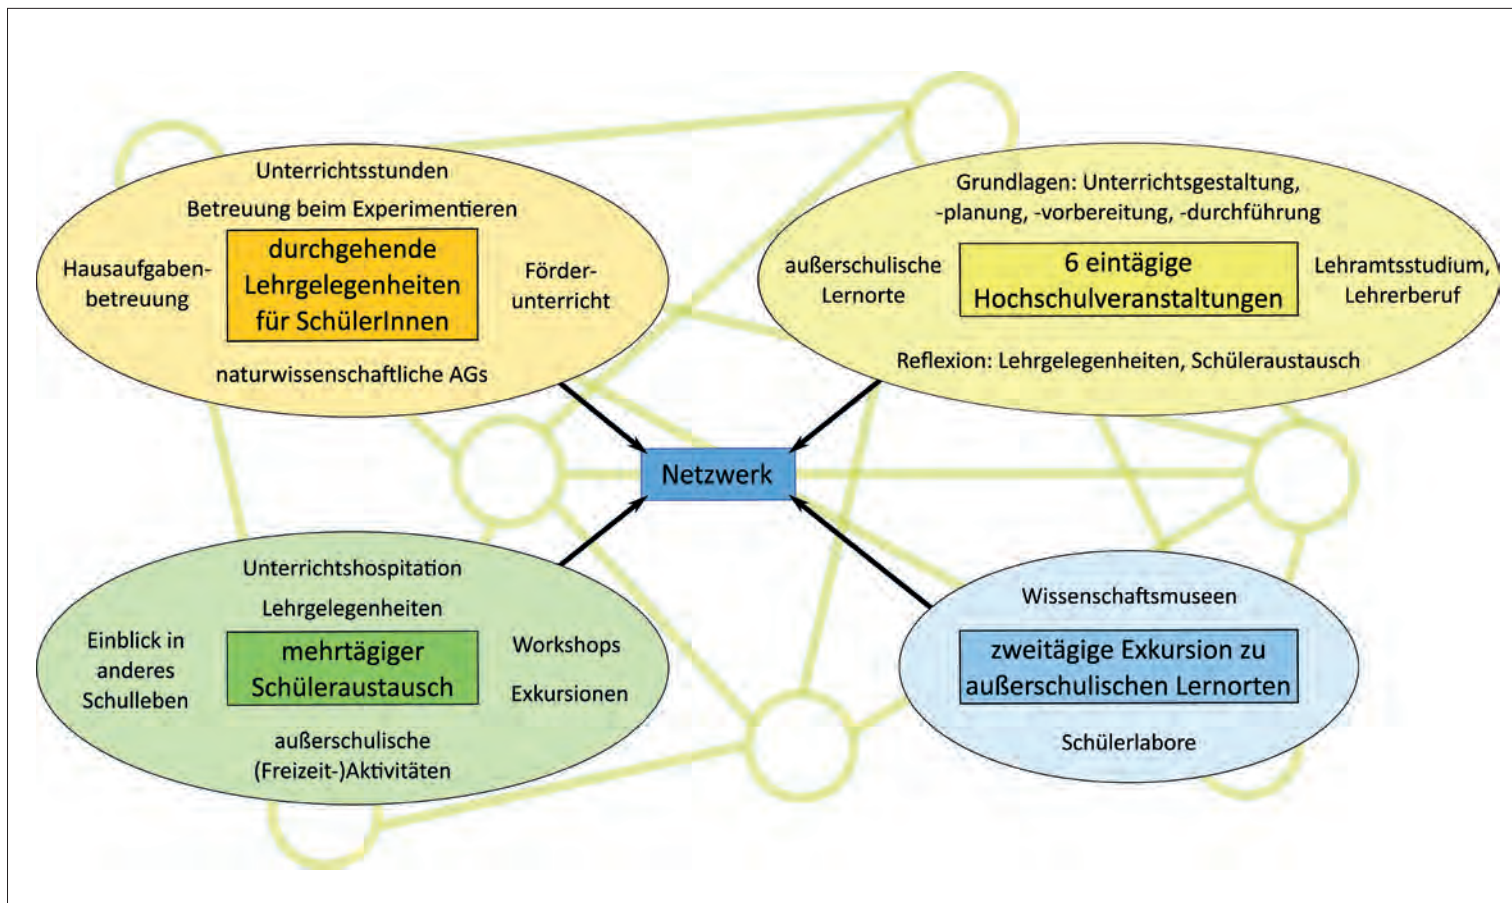 Unterrichtsstunden
Betreuung beim Experimentieren
Hausaufgaben-
betreuung
durchgehende
Lehrgelegenheiten
für SchülerInnen
Förder-
unterricht
naturwissenschaftliche AGs
Grundlagen: Unterrichtsgestaltung,
-planung, -vorbereitung, -durchführung
außerschulische
Lernorte
6 eintägige
Hochschulveranstaltungen
Lehramtsstudium,
Lehrerberuf
Reflexion: Lehrgelegenheiten, Schüleraustausch
Netzwerk
Unterrichtshospitation
Lehrgelegenheiten
Einblick in
anderes
Schulleben
mehrtägiger
Schüleraustausch
Workshops
Exkursionen
außerschulische
(Freizeit-)Aktivitäten
Wissenschaftsmuseen
zweitägige Exkursion zu
außerschulischen Lernorten
Schülerlabore